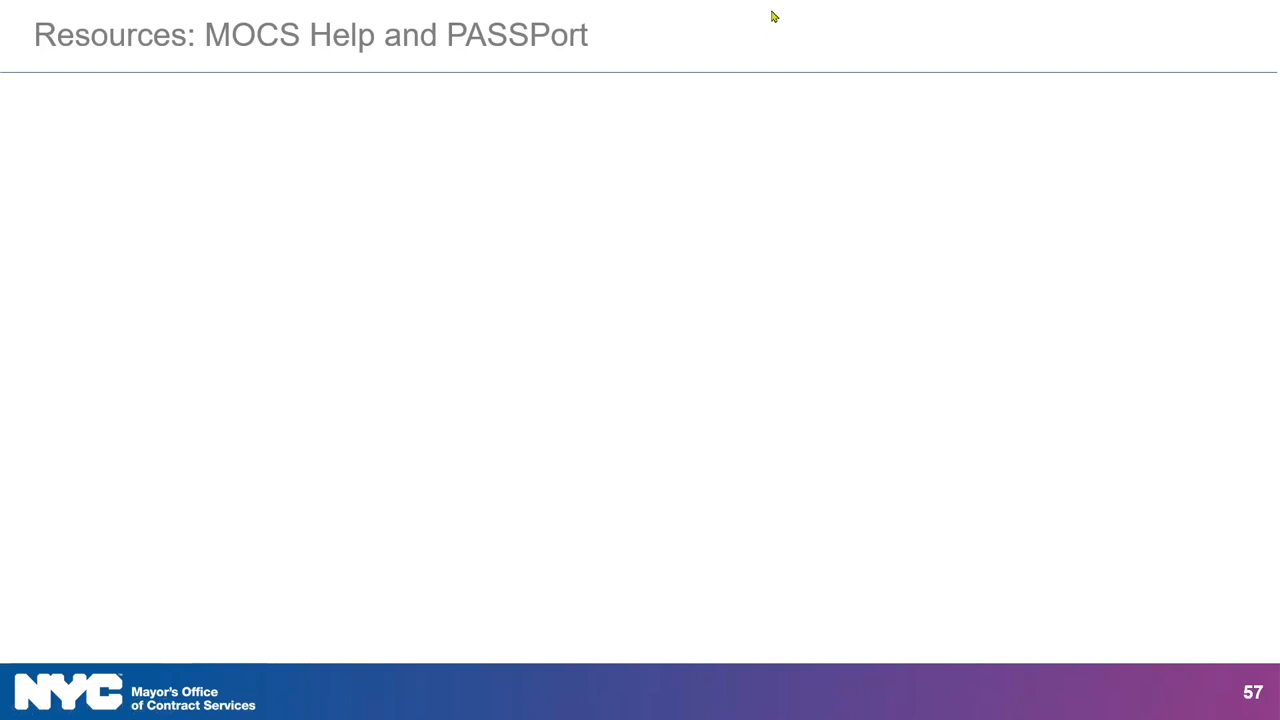 Resources: MOCS Help and PASSPort
NYC
Mayor's Office
of Contract Services
57